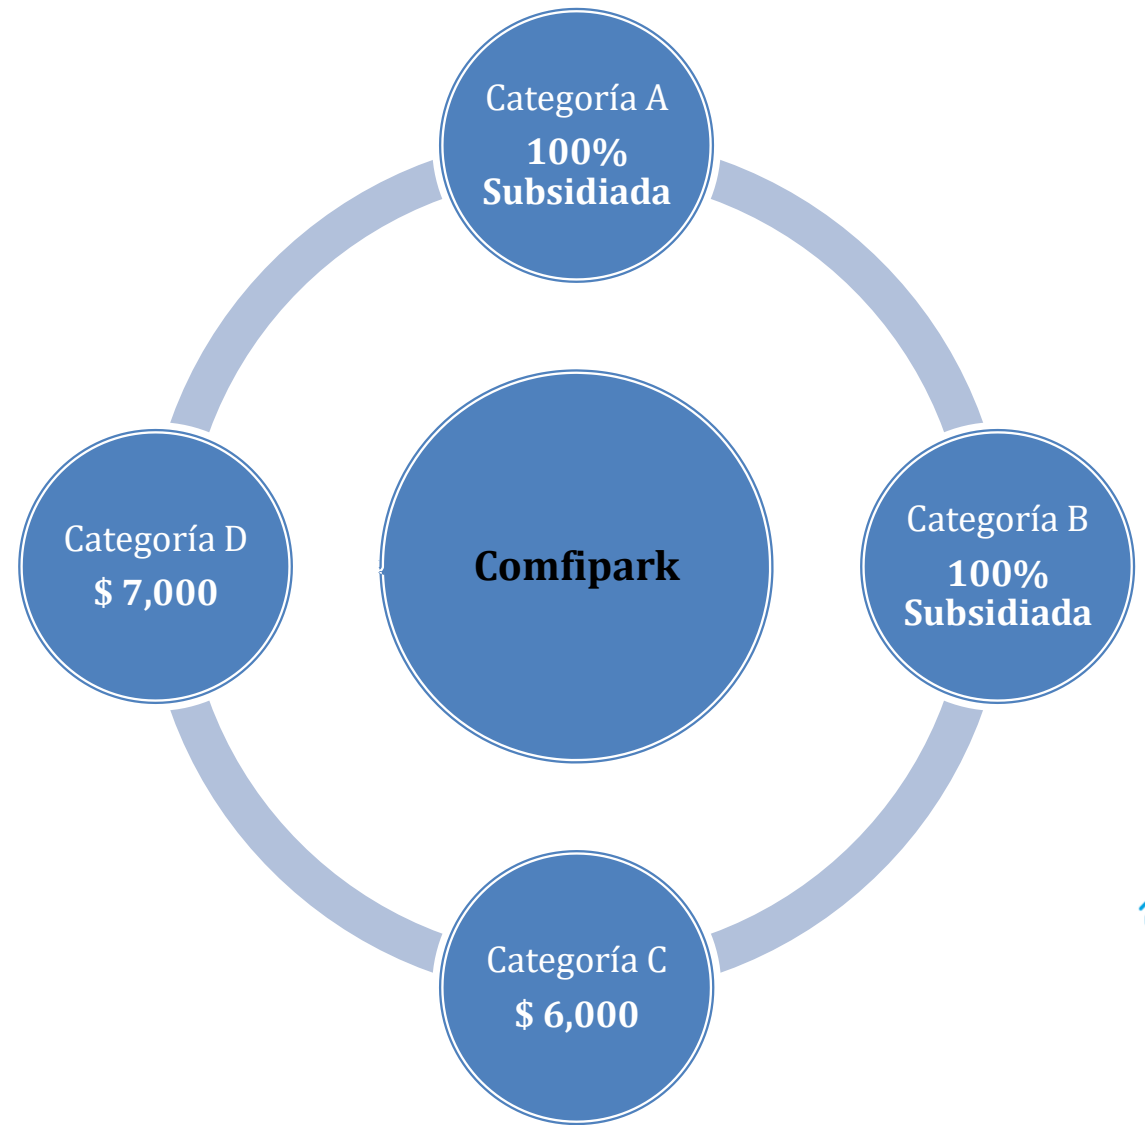 Categoría A
100%
Subsidiada
Categoría B
100%
Subsidiada
Comfipark
Categoría D
$ 7,000
Categoría C
$ 6,000